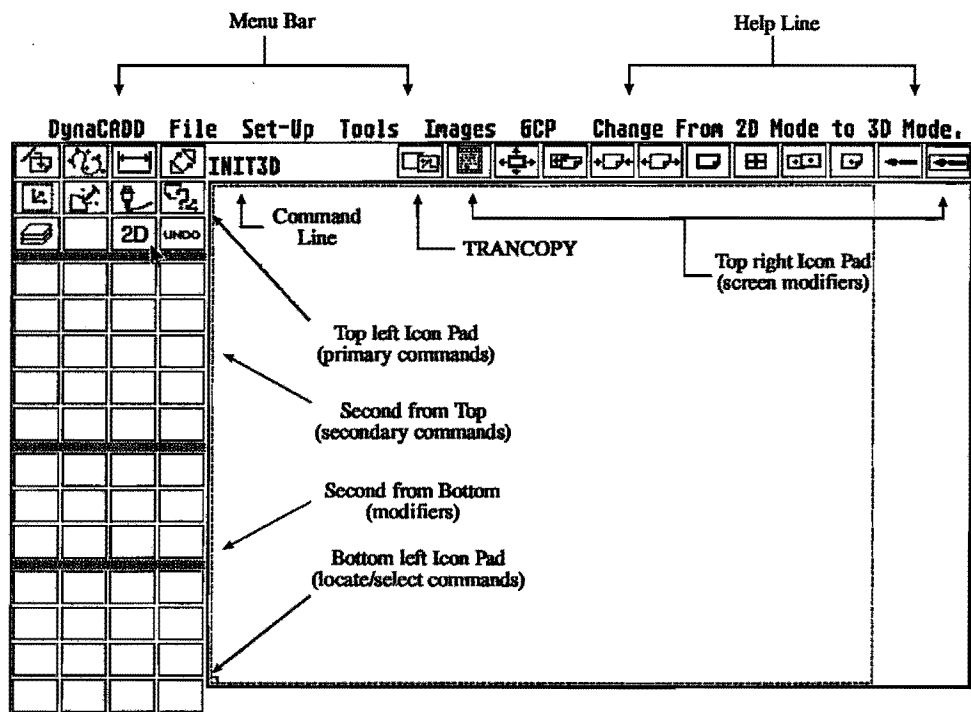 Menu Bar
Help Line
DynaCADD File Set-Up Tools Images GCP Change From 2D Mode to 3D Mode.
INIT3D
Command
Line
TRANCOPY
2D
UNDO
Top right Icon Pad
(screen modifiers)
Top left Icon Pad
(primary commands)
Second from Top
(secondary commands)
Second from Bottom
(modifiers)
Bottom left Icon Pad
(locate/select commands)